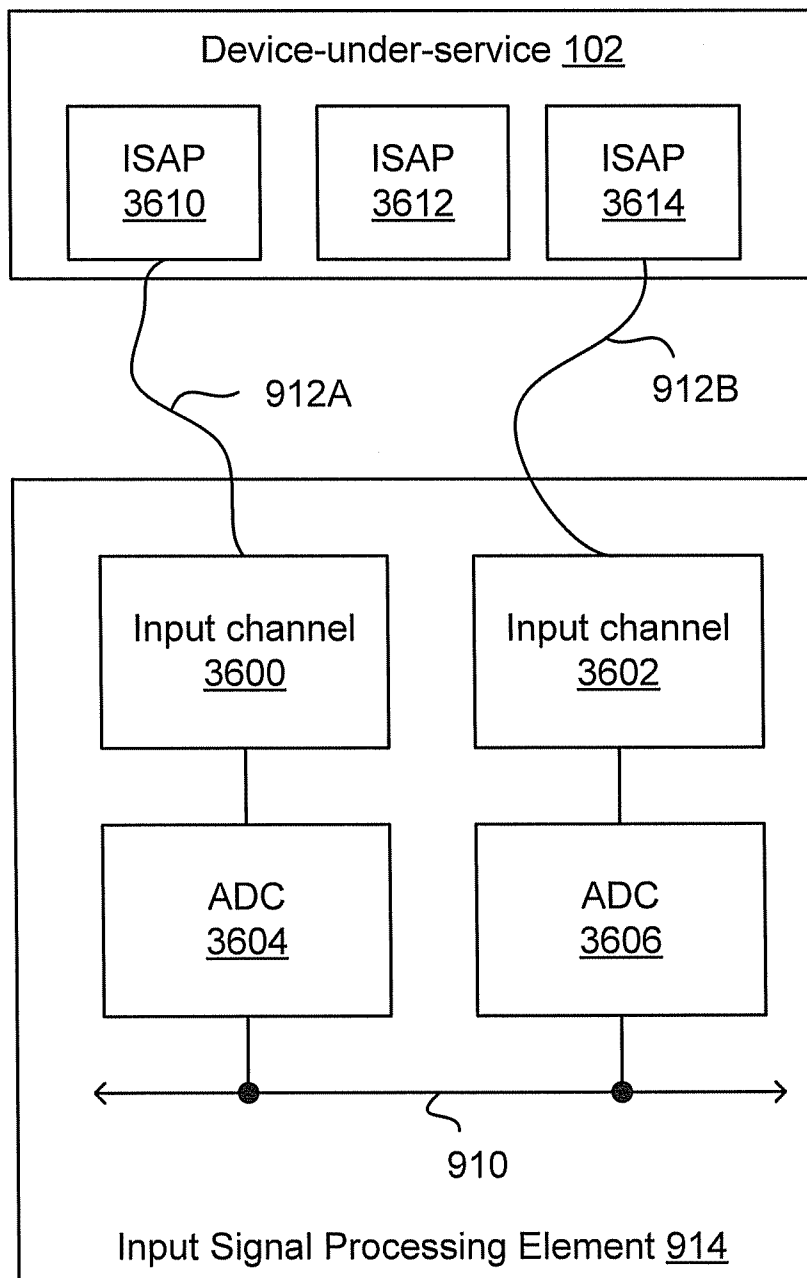 Device-under-service 102
ISAP
3610
ISAP
3612
ISAP
3614
912A
912B
Input channel
3600
Input channel
3602
ADC
3604
ADC
3606
910
Input Signal Processing Element 914